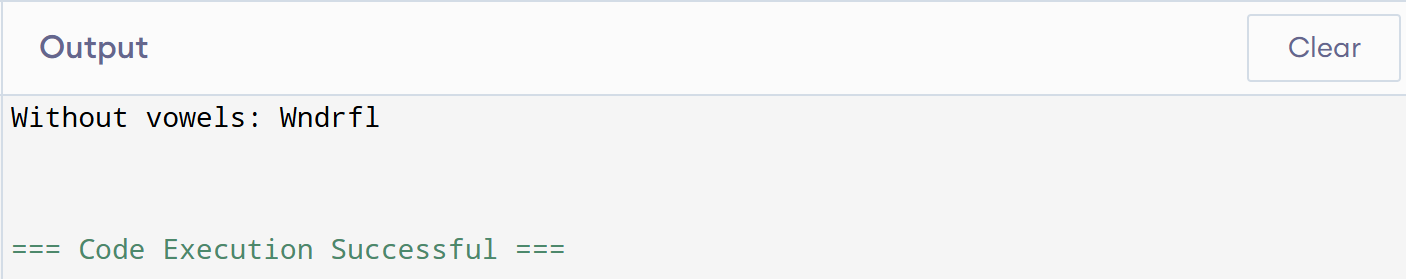 Output
Clear
Without vowels: Wndrfl
=== Code Execution Successful ===